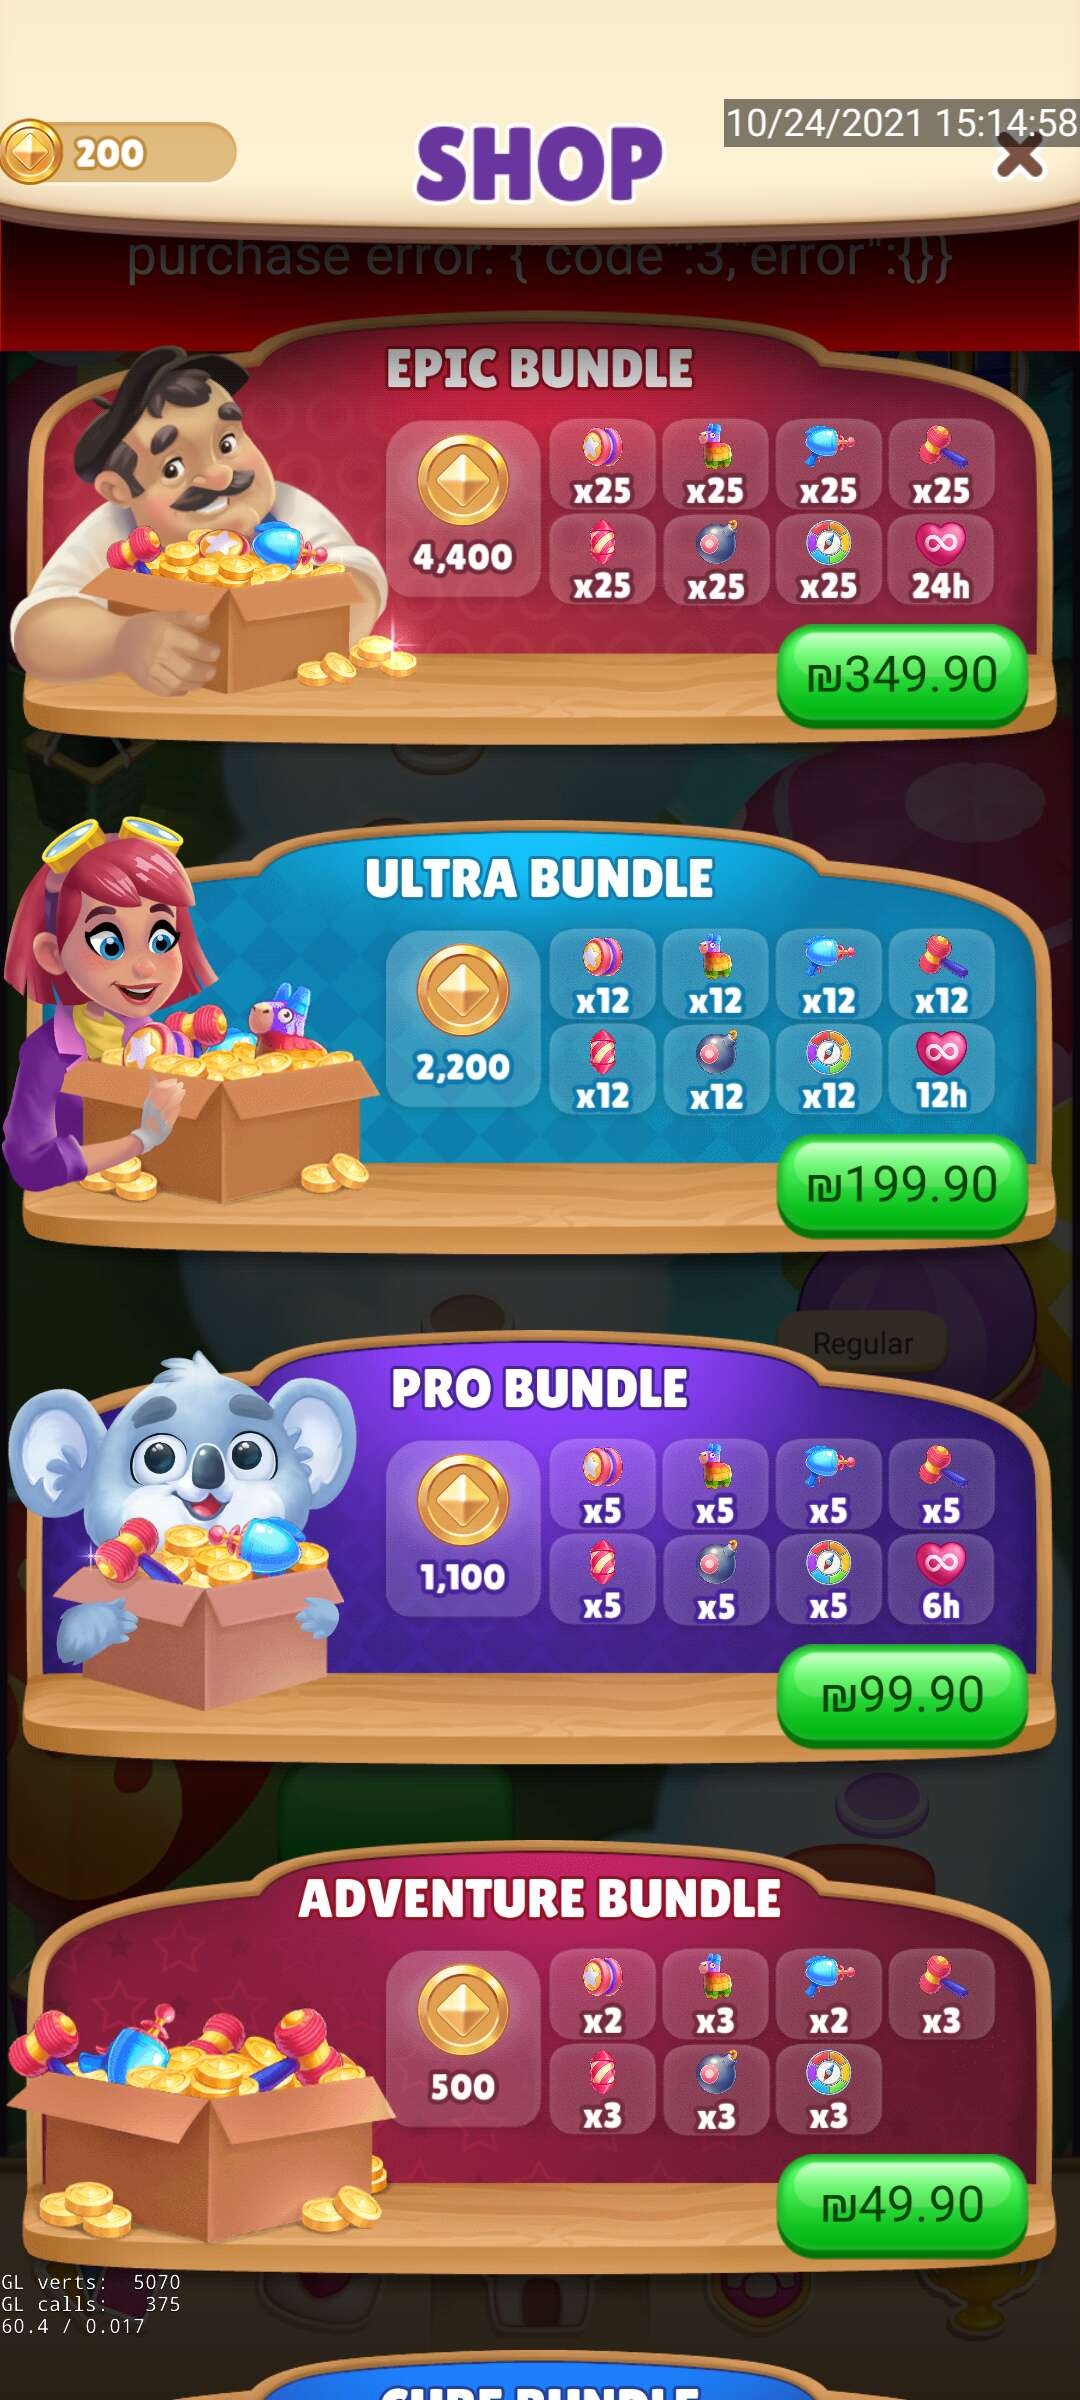 10/24/2021 15:14:58
200
SHOP
purchase error: {"code":3,"error":{}}
EPIC BUNDLE
4,400
x25 x25 x25 x25
x25 x25 x25 24h
₪349.90
ULTRA BUNDLE
2,200
x12 x12 x12 x12
x12 x12 x12 12h
₪199.90
Regular
PRO BUNDLE
1,100
x5 x5 x5 x5
x5 x5 x5 6h
₪99.90
ADVENTURE BUNDLE
500
x2 x3 x2 x3
x3 x3 x3
₪49.90
GL verts: 5070
GL calls: 375
60.4 / 0.017
BUNDLE